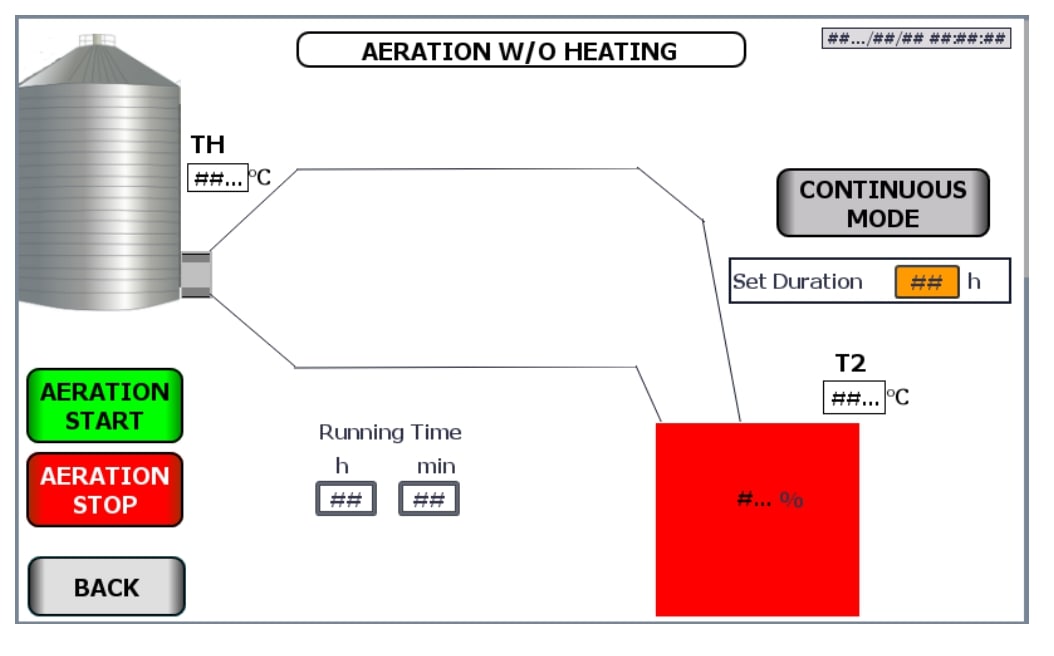 AERATION W/O HEATING
##.../##/## ##:##:##
TH
##...°C
CONTINUOUS
MODE
Set Duration ## h
T2
##...°C
AERATION
START
Running Time
h min
## ##
AERATION
STOP
#... %
BACK